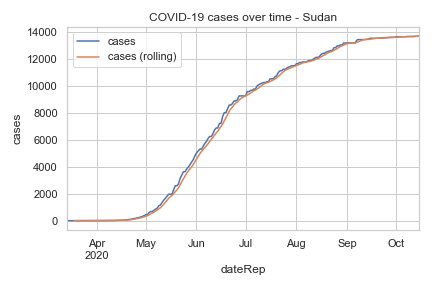 COVID-19 cases over time - Sudan
cases
cases (rolling)
14000
12000
10000
8000
6000
4000
2000
0
cases
Apr May Jun Jul Aug Sep Oct
2020
dateRep